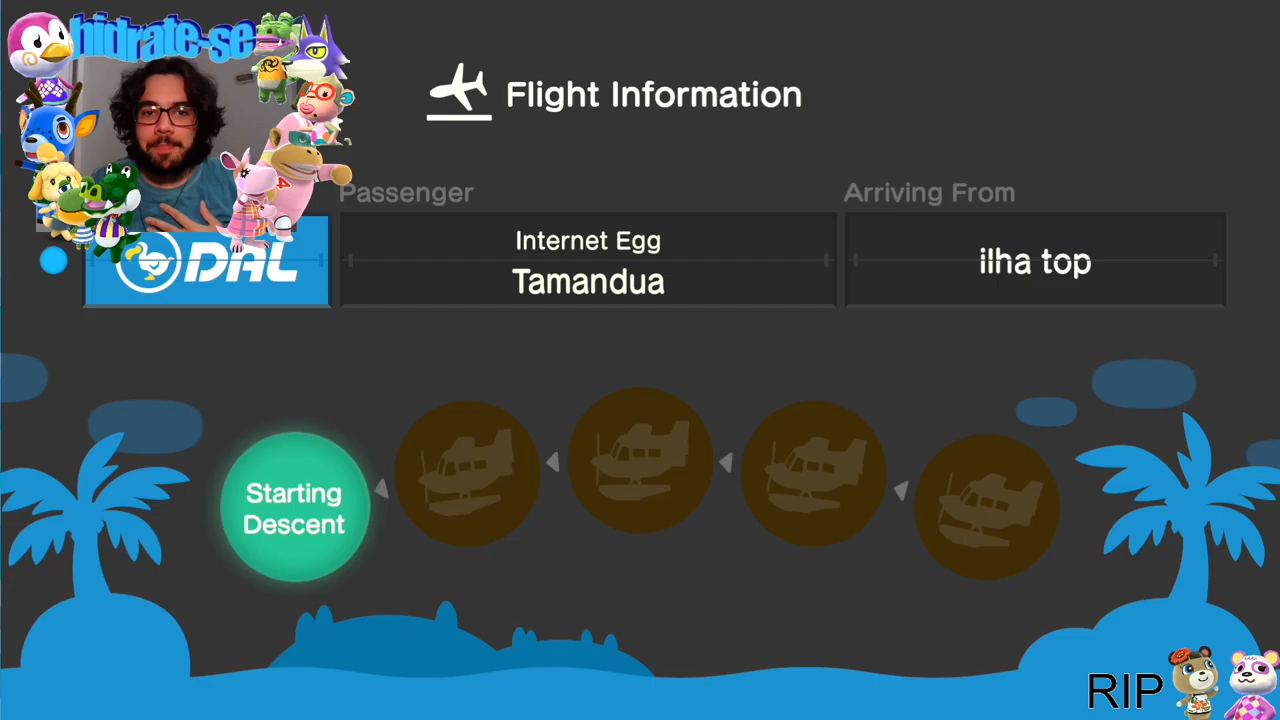 hidrate-se
Flight Information
Passenger
Arriving From
DAL
Internet Egg
Tamandua
ilha top
Starting
Descent
RIP